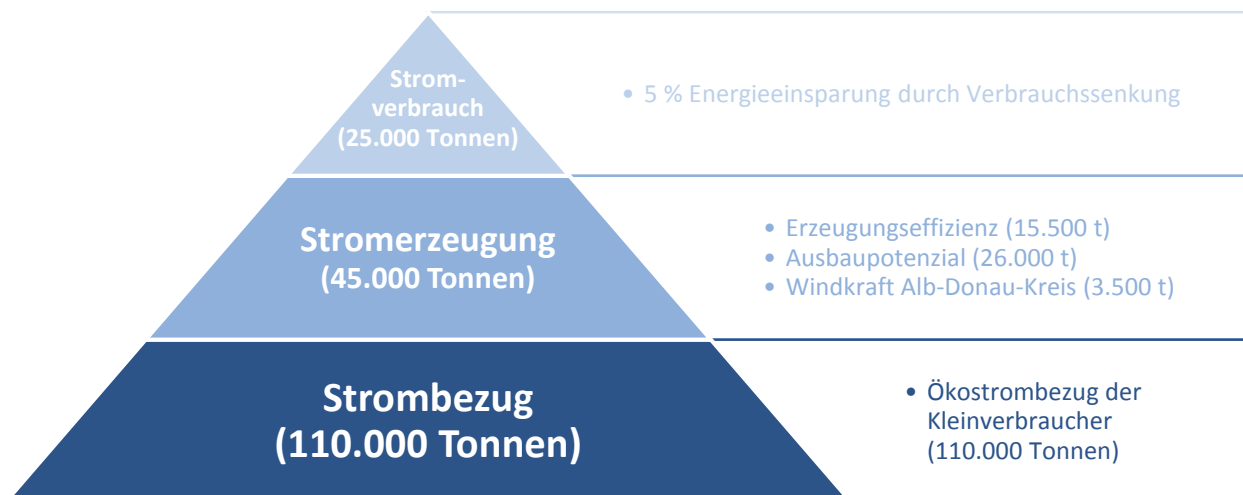 Strom-
verbrauch
(25.000 Tonnen)
• 5 % Energieeinsparung durch Verbrauchssenkung
Stromerzeugung
(45.000 Tonnen)
• Erzeugungseffizienz (15.500 t)
• Ausbaupotenzial (26.000 t)
• Windkraft Alb-Donau-Kreis (3.500 t)
Strombezug
(110.000 Tonnen)
• Ökostrombezug der
Kleinverbraucher
(110.000 Tonnen)